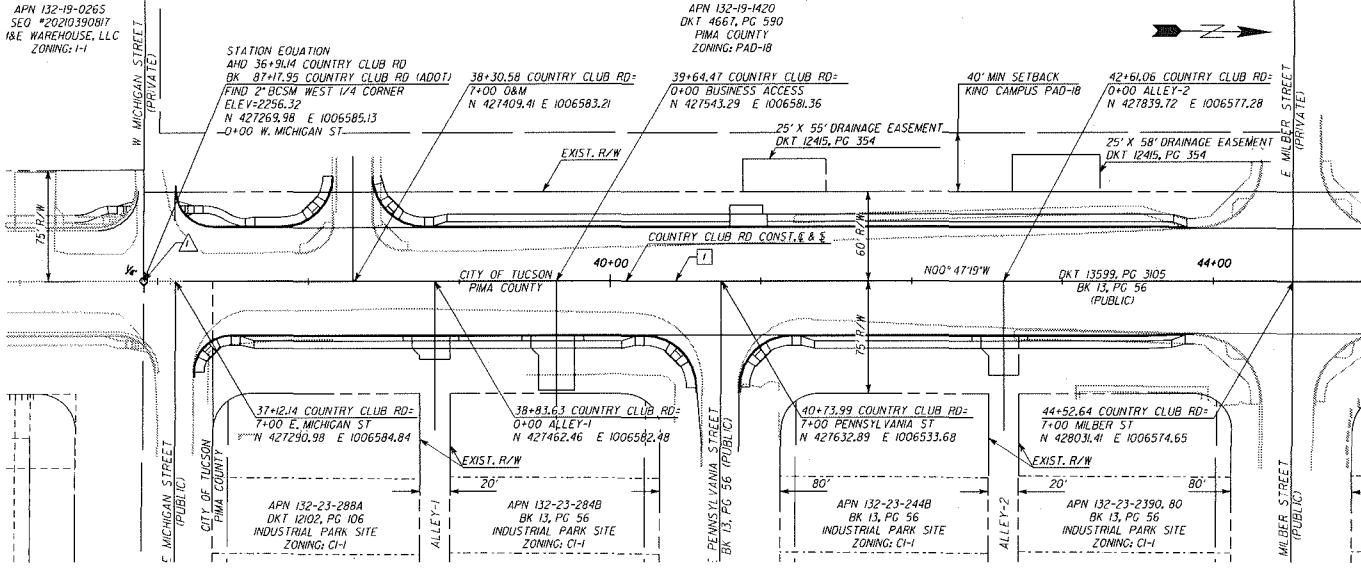 APN 132-19-026S
SEQ #20210390817
I&E WAREHOUSE, LLC
ZONING: I-1
W MICHIGAN STREET
(PRIVATE)
STATION EQUATION
AHD 36+91.14 COUNTRY CLUB RD
BK 87+17.95 COUNTRY CLUB RD (ADOT)
FIND 2" BCSM WEST 1/4 CORNER
ELEV=2256.32
N 427269.98 E 1006585.13
0+00 W. MICHIGAN ST
38+30.58 COUNTRY CLUB RD=
7+00 O&M
N 427409.41 E 1006583.21
APN 132-19-1420
DKT 4667, PG 590
PIMA COUNTY
ZONING: PAD-18
39+64.47 COUNTRY CLUB RD=
0+00 BUSINESS ACCESS
N 427543.29 E 1006581.36
40' MIN SETBACK
KINO CAMPUS PAD-18
42+61.06 COUNTRY CLUB RD=
0+00 ALLEY-2
N 427839.72 E 1006577.28
N
E MILBER STREET
(PRIVATE)
25' X 55' DRAINAGE EASEMENT
DKT 12415, PG 354
25' X 58' DRAINAGE EASEMENT
DKT 12415, PG 354
EXIST. R/W
75' R/W
1
60' R/W
COUNTRY CLUB RD CONST. ℄ & S
1/4
CITY OF TUCSON
PIMA COUNTY
40+00
1
N00°47'19"W
DKT 13599, PG 3105
BK 13, PG 56
(PUBLIC)
44+00
75' R/W
37+12.14 COUNTRY CLUB RD=
7+00 E. MICHIGAN ST
N 427290.98 E 1006584.84
38+83.63 COUNTRY CLUB RD=
0+00 ALLEY-1
N 427462.46 E 1006582.48
40+73.99 COUNTRY CLUB RD=
7+00 PENNSYLVANIA ST
N 427632.89 E 1006533.68
44+52.64 COUNTRY CLUB RD=
7+00 MILBER ST
N 428031.41 E 1006574.65
EXIST. R/W
EXIST. R/W
20'
80'
20'
80'
E MICHIGAN STREET
(PUBLIC)
CITY OF TUCSON
PIMA COUNTY
APN 132-23-288A
DKT 12102, PG 106
INDUSTRIAL PARK SITE
ZONING: CI-1
ALLEY-1
APN 132-23-284B
BK 13, PG 56
INDUSTRIAL PARK SITE
ZONING: CI-1
E PENNSYLVANIA STREET
BK 13, PG 56 (PUBLIC)
APN 132-23-244B
BK 13, PG 56
INDUSTRIAL PARK SITE
ZONING: CI-1
ALLEY-2
APN 132-23-2390, 80
BK 13, PG 56
INDUSTRIAL PARK SITE
ZONING: CI-1
MILBER STREET
(PUBLIC)